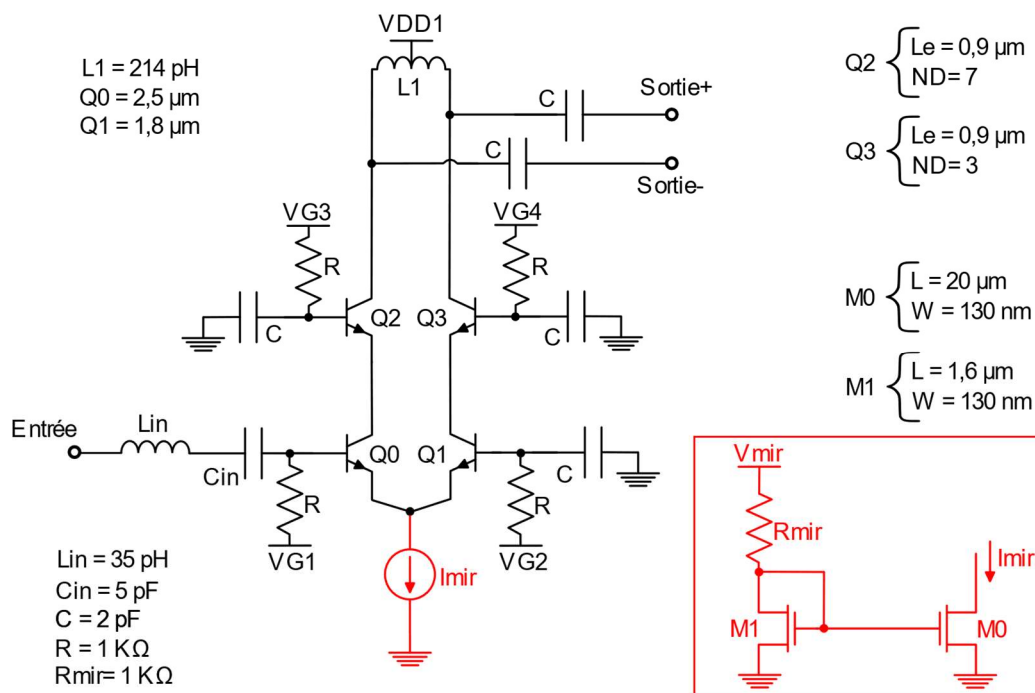 VDD1
L1
L1 = 214 pH
Q0 = 2,5 µm
Q1 = 1,8 µm
C
Sortie+
C
Sortie-
Q2
Le = 0,9 µm
ND= 7
Q3
Le = 0,9 µm
ND = 3
VG3
R
C
Q2
VG4
R
Q3
C
M0
L = 20 µm
W = 130 nm
M1
L = 1,6 µm
W = 130 nm
Entrée
Lin
Cin
Q0
R
VG1
Q1
C
R
VG2
Imir
Lin = 35 pH
Cin = 5 pF
C = 2 pF
R = 1 KΩ
Rmir= 1 KΩ
Vmir
Rmir
Imir
M1
M0